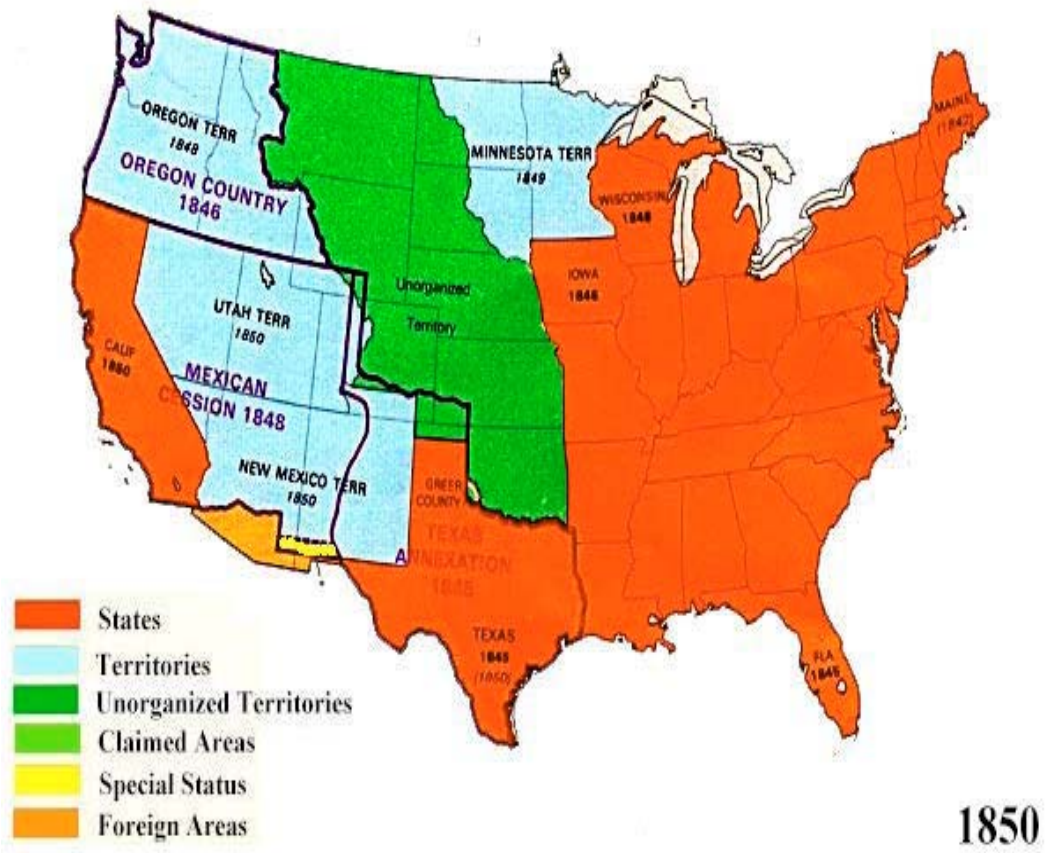 OREGON TERR
1848
OREGON COUNTRY
1846
MINNESOTA TERR
1849
MAINE
(1842)
WISCONSIN
1848
IOWA
1846
Unorganized
Territory
UTAH TERR
1850
CALIF
1850
MEXICAN
CESSION 1848
NEW MEXICO TERR
1850
GREER
COUNTY
TEXAS
ANNEXATION
1845
TEXAS
1845
(1850)
FLA
1845
States
Territories
Unorganized Territories
Claimed Areas
Special Status
Foreign Areas
1850